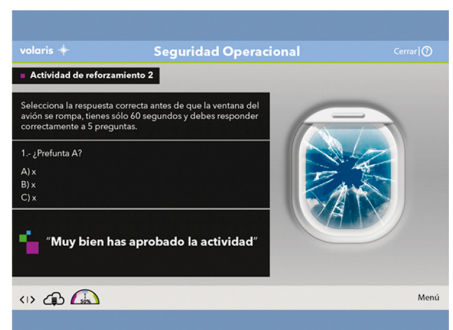 volaris
Seguridad Operacional
Cerrar|?
Actividad de reforzamiento 2
Selecciona la respuesta correcta antes de que la ventana del
avión se rompa, tienes sólo 60 segundos y debes responder
correctamente a 5 preguntas.
1.- ¿Prefunta A?
A) x
B) x
C) x
“Muy bien has aprobado la actividad”
50%
Menú